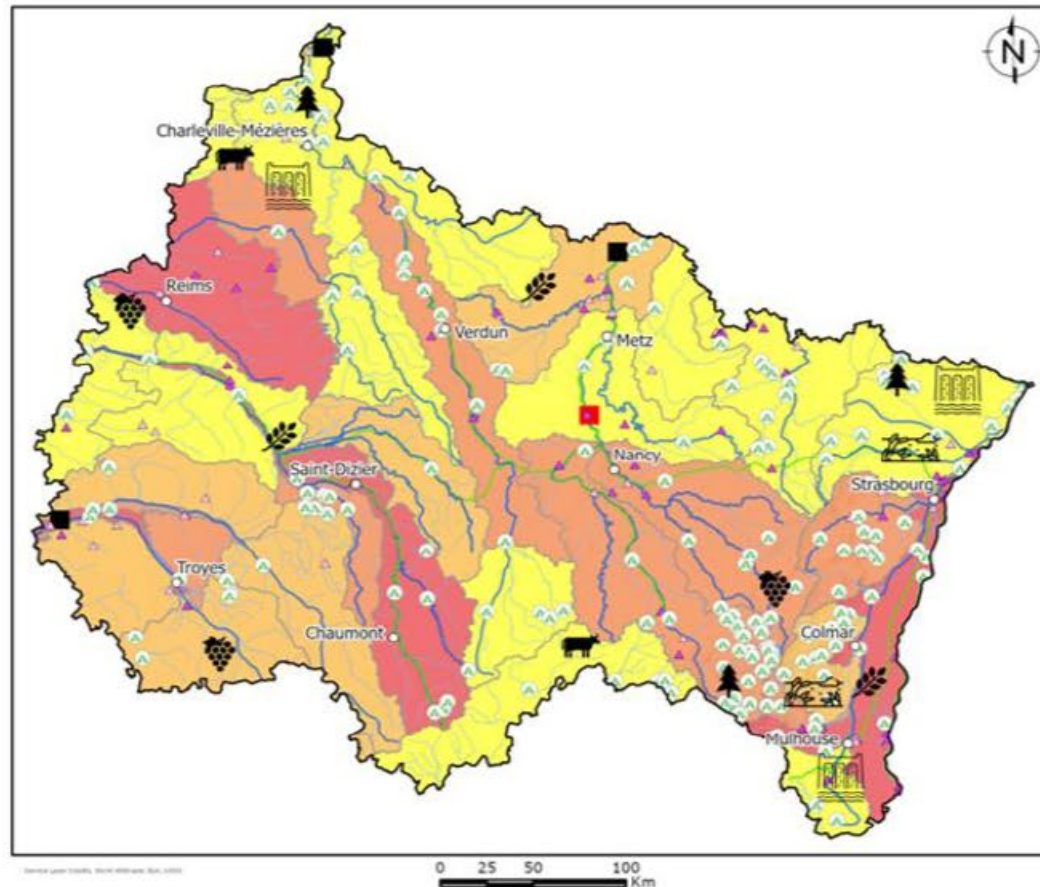 N
Charleville-Mézières
Reims
Verdun
Metz
Nancy
Saint-Dizier
Strasbourg
Troyes
Chaumont
Colmar
Mulhouse
0 25 50 100
Km